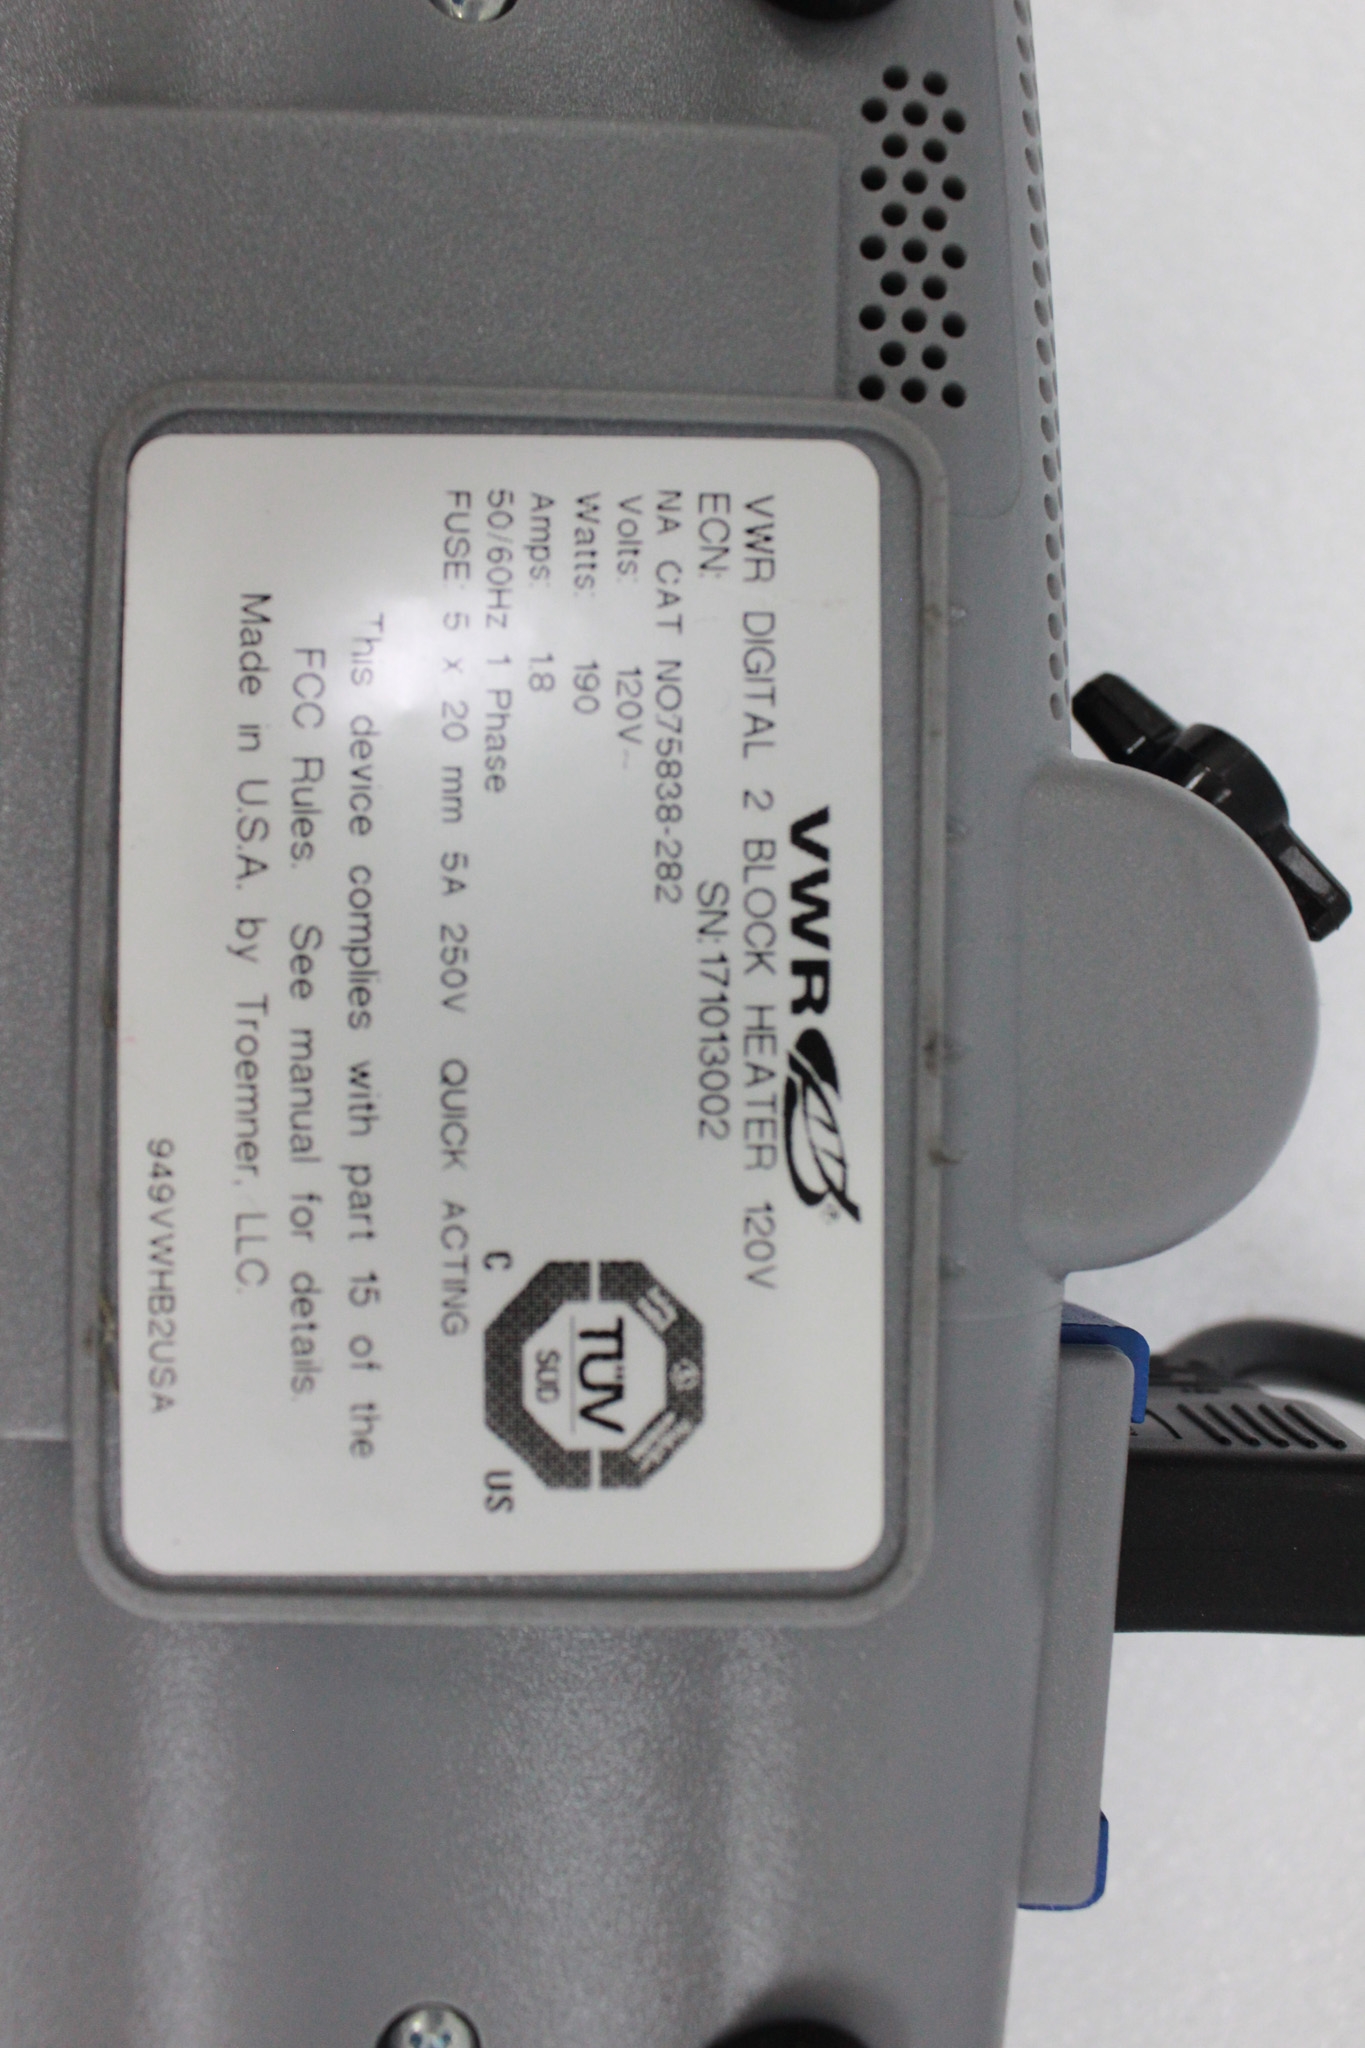 VWR®
VWR DIGITAL 2 BLOCK HEATER 120V
ECN: SN:171013002
NA CAT NO75838-282
Volts: 120V~
Watts: 190
Amps: 1.8
50/60Hz 1 Phase
FUSE: 5 x 20 mm 5A 250V QUICK ACTING
TÜV
SÜD
C US
This device complies with part 15 of the
FCC Rules. See manual for details.
Made in U.S.A. by Troemner, LLC.
949VWHB2USA